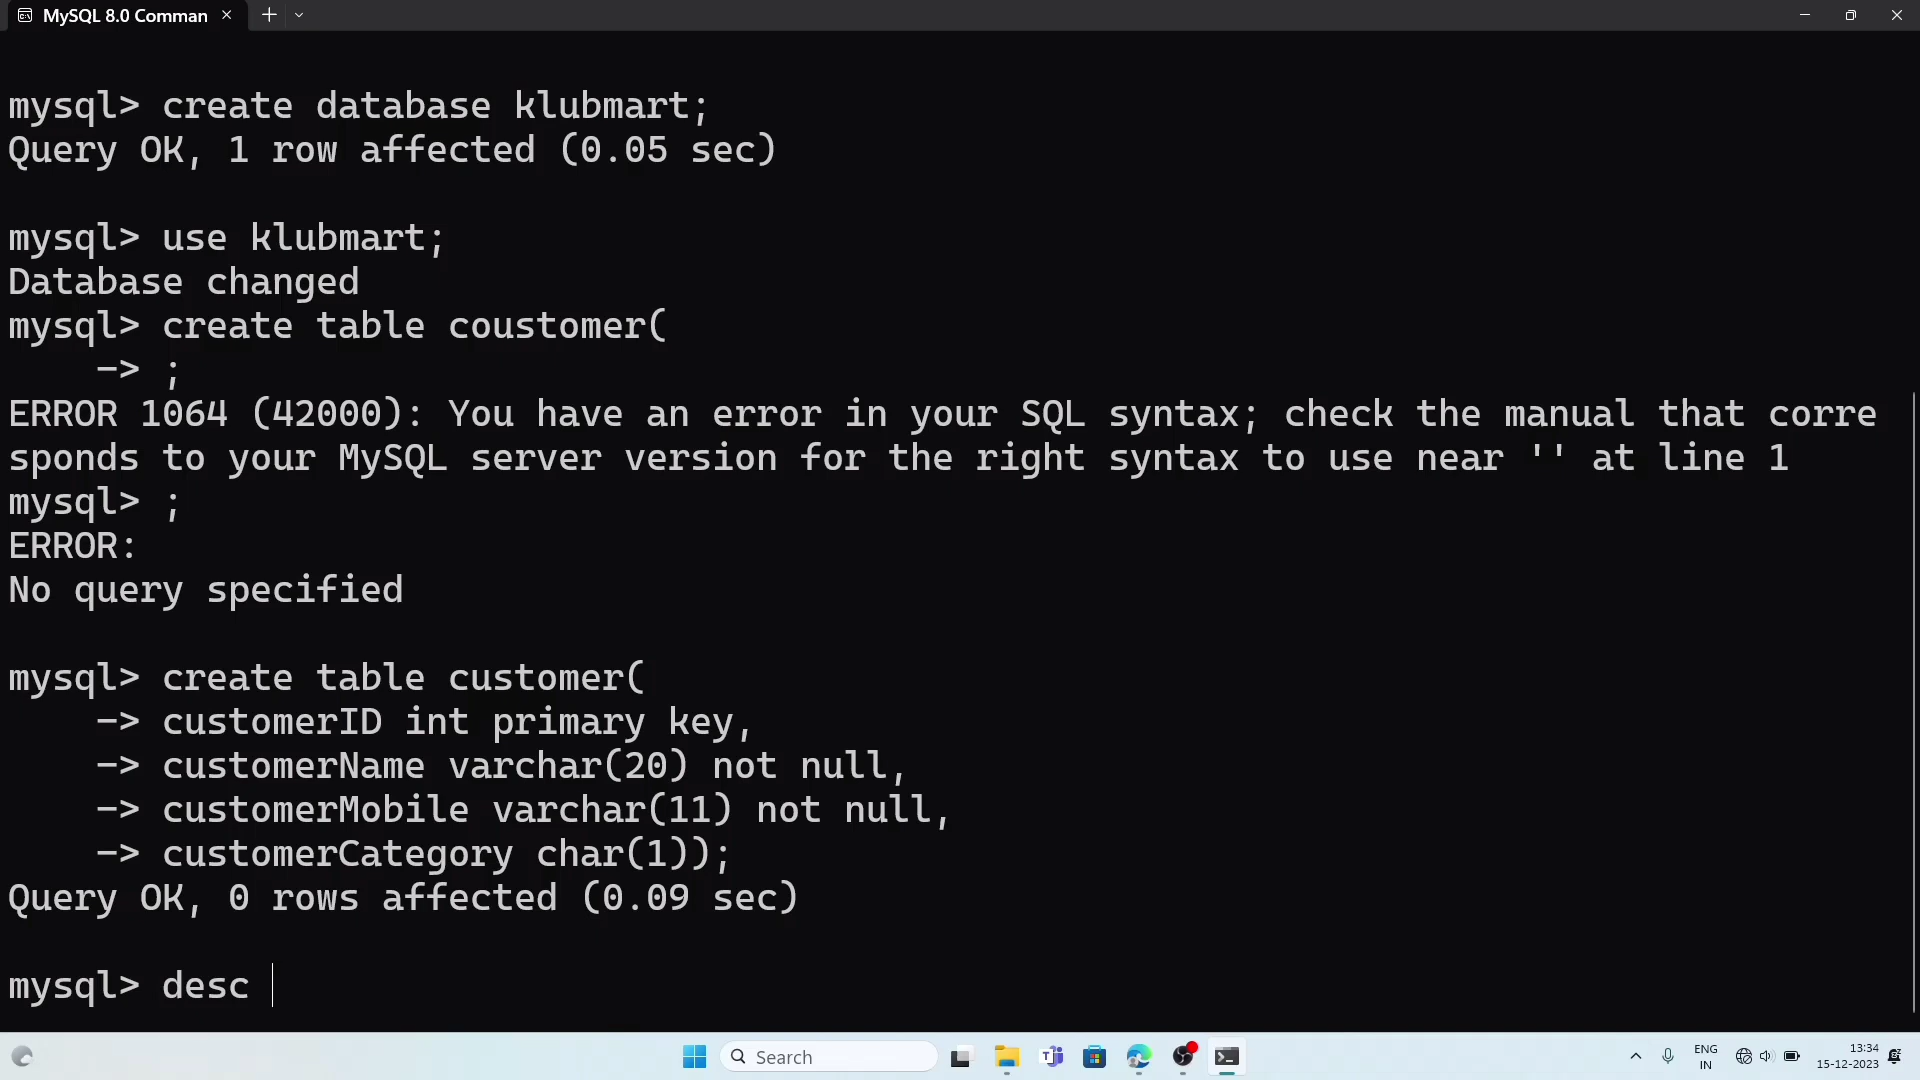 MySQL 8.0 Comman
mysql> create database klubmart;
Query OK, 1 row affected (0.05 sec)
mysql> use klubmart;
Database changed
mysql> create table coustomer(
    -> ;
ERROR 1064 (42000): You have an error in your SQL syntax; check the manual that corre
sponds to your MySQL server version for the right syntax to use near '' at line 1
mysql> ;
ERROR:
No query specified
mysql> create table customer(
    -> customerID int primary key,
    -> customerName varchar(20) not null,
    -> customerMobile varchar(11) not null,
    -> customerCategory char(1));
Query OK, 0 rows affected (0.09 sec)
mysql> desc
Search
ENG
IN
13:34
15-12-2023